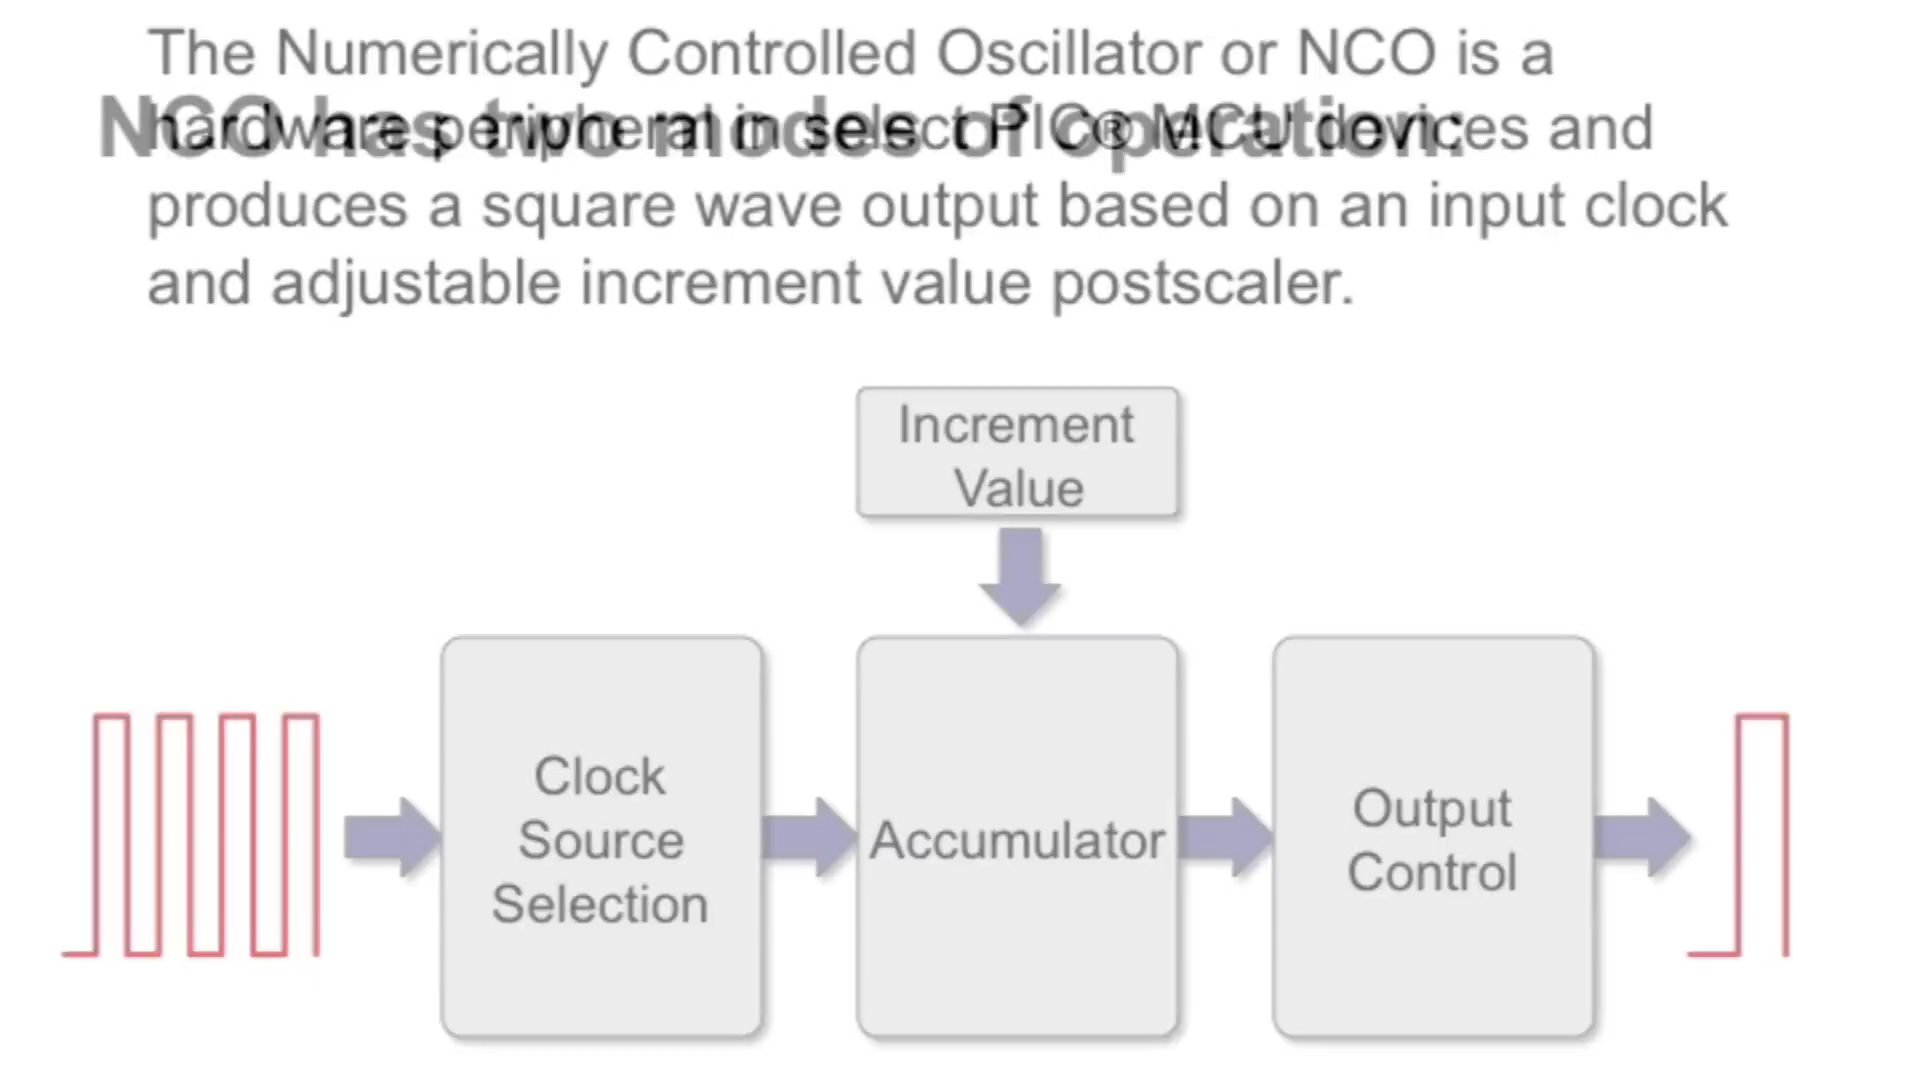 The Numerically Controlled Oscillator or NCO is a
NCO has two modes of operation:
hardware peripheral in select PIC® MCU devices and
produces a square wave output based on an input clock
and adjustable increment value postscaler.
Increment
Value
Clock
Source
Selection
Accumulator
Output
Control